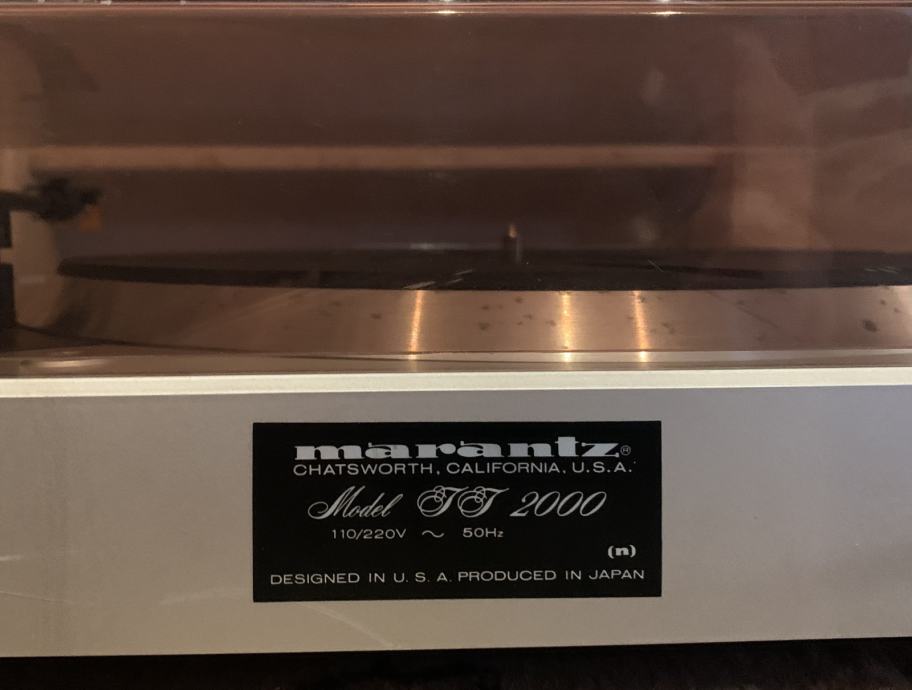 marantz®
CHATSWORTH, CALIFORNIA, U.S.A.
Model TT 2000
110/220V ~ 50Hz
(n)
DESIGNED IN U. S. A. PRODUCED IN JAPAN